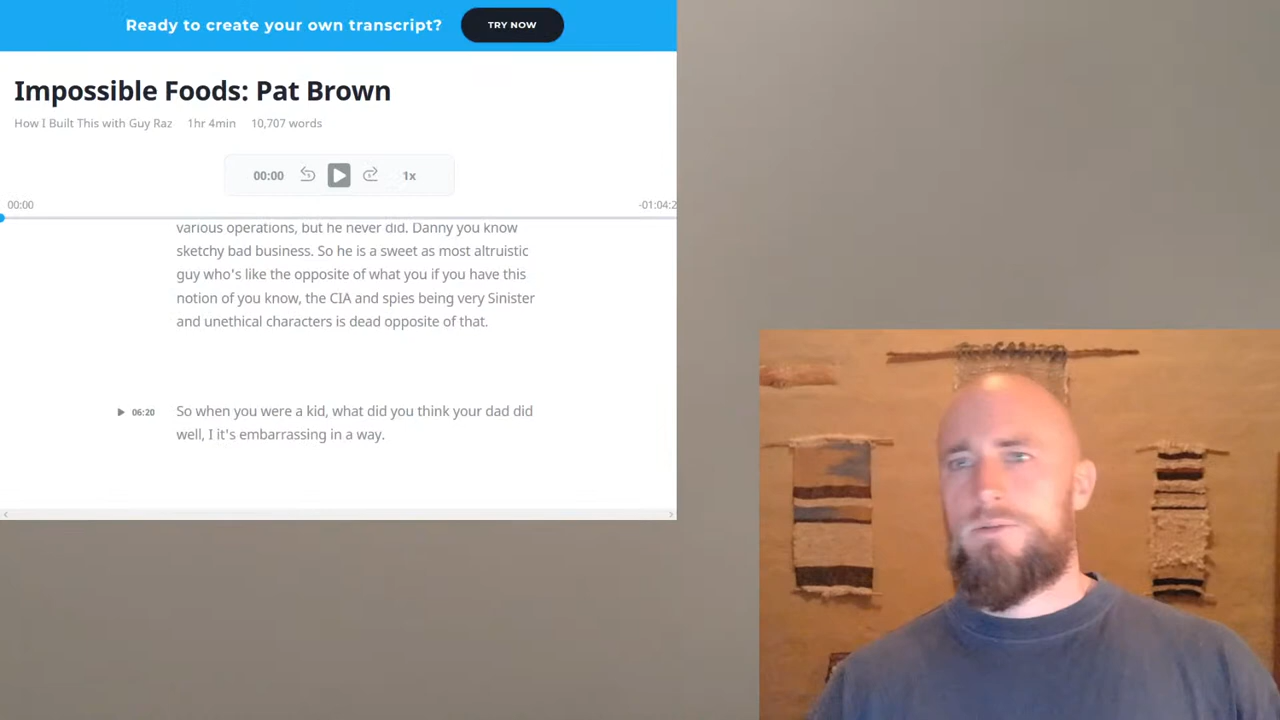 Ready to create your own transcript?
TRY NOW
Impossible Foods: Pat Brown
How I Built This with Guy Raz 1hr 4min 10,707 words
00:00 1x
00:00 -01:04:2
various operations, but he never did. Danny you know
sketchy bad business. So he is a sweet as most altruistic
guy who's like the opposite of what you if you have this
notion of you know, the CIA and spies being very Sinister
and unethical characters is dead opposite of that.
06:20 So when you were a kid, what did you think your dad did
well, I it's embarrassing in a way.